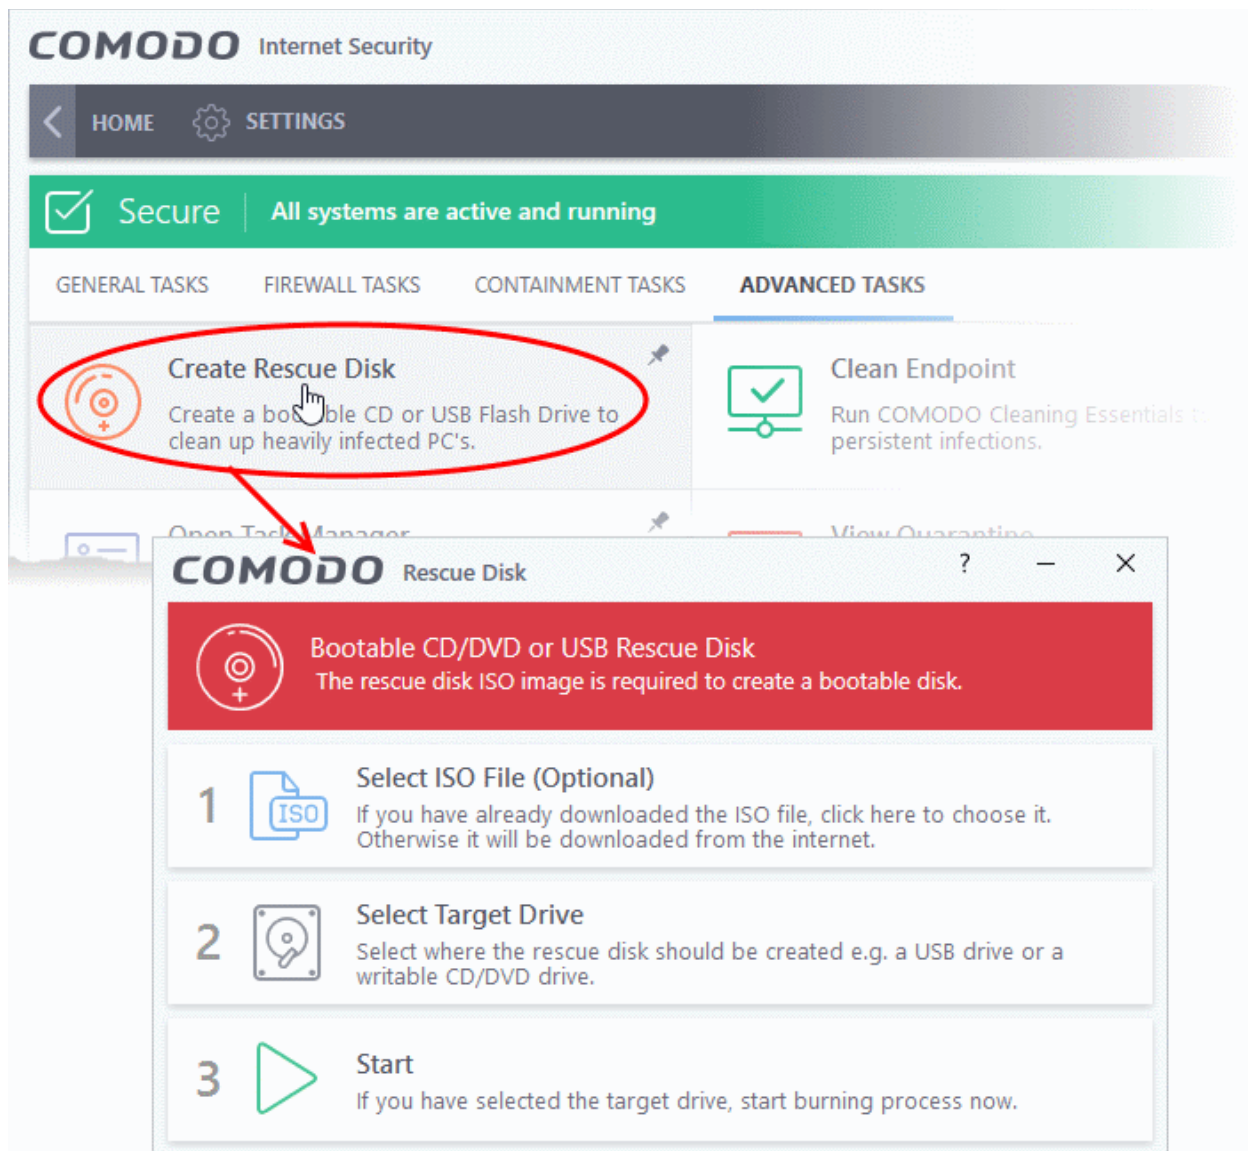 COMODO Internet Security
HOME SETTINGS
Secure All systems are active and running
GENERAL TASKS FIREWALL TASKS CONTAINMENT TASKS ADVANCED TASKS
Create Rescue Disk
Create a bootable CD or USB Flash Drive to
clean up heavily infected PC's.
Clean Endpoint
Run COMODO Cleaning Essentials to
persistent infections.
Open Task Manager
View Quarantine
COMODO Rescue Disk
Bootable CD/DVD or USB Rescue Disk
The rescue disk ISO image is required to create a bootable disk.
1
ISO
Select ISO File (Optional)
If you have already downloaded the ISO file, click here to choose it.
Otherwise it will be downloaded from the internet.
2
Select Target Drive
Select where the rescue disk should be created e.g. a USB drive or a
writable CD/DVD drive.
3
Start
If you have selected the target drive, start burning process now.